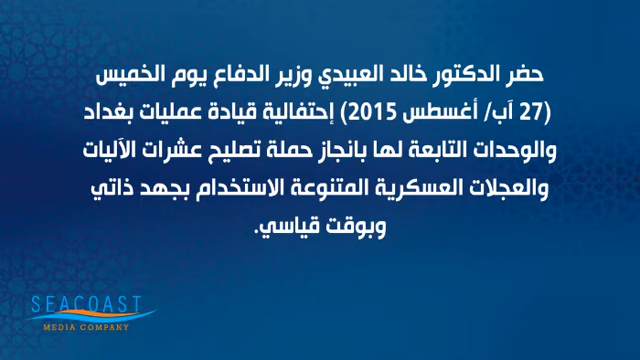 حضر الدكتور خالد العبيدي وزير الدفاع يوم الخميس
(27 آب/ أغسطس 2015) إحتفالية قيادة عمليات بغداد
والوحدات التابعة لها بانجاز حملة تصليح عشرات الآليات
والعجلات العسكرية المتنوعة الاستخدام بجهد ذاتي
وبوقت قياسي.
SEACOAST
MEDIA COMPANY